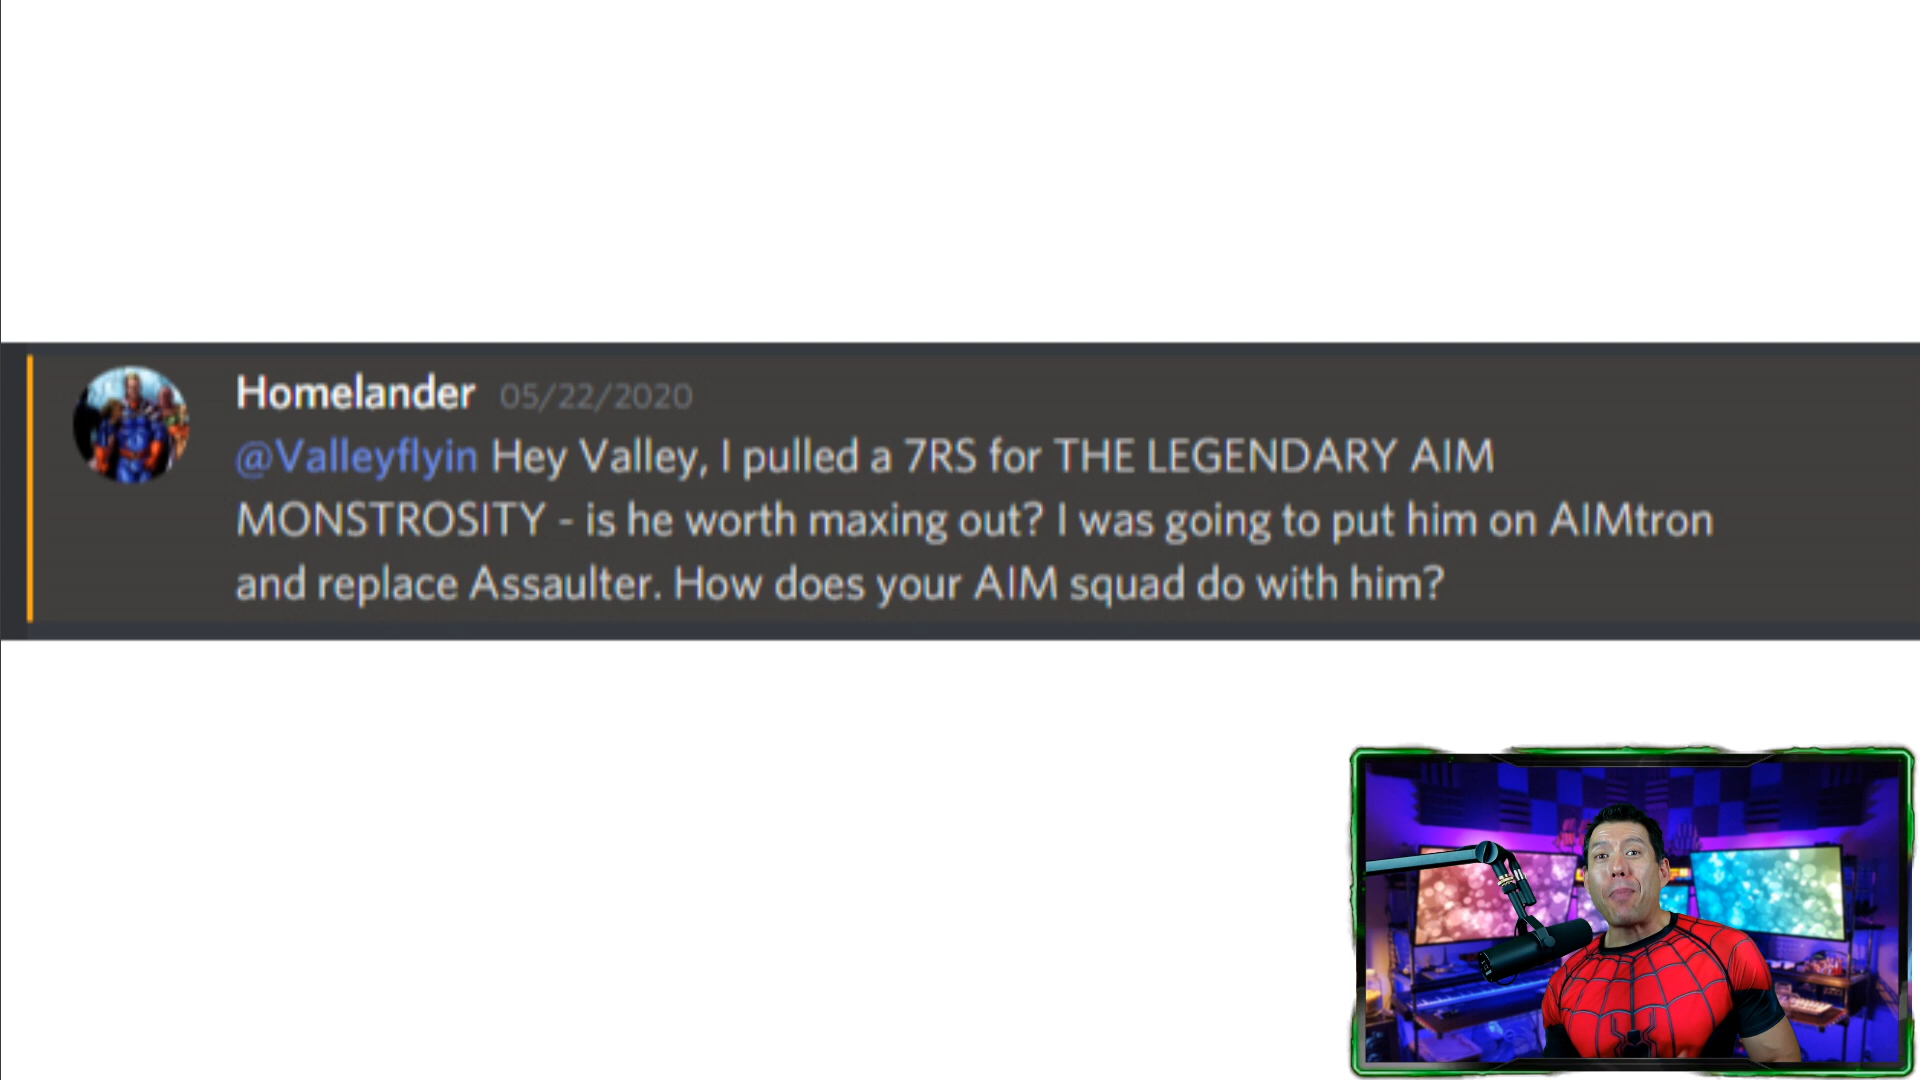 Homelander 05/22/2020
@Valleyflyin Hey Valley, I pulled a 7RS for THE LEGENDARY AIM
MONSTROSITY - is he worth maxing out? I was going to put him on AIMtron
and replace Assaulter. How does your AIM squad do with him?